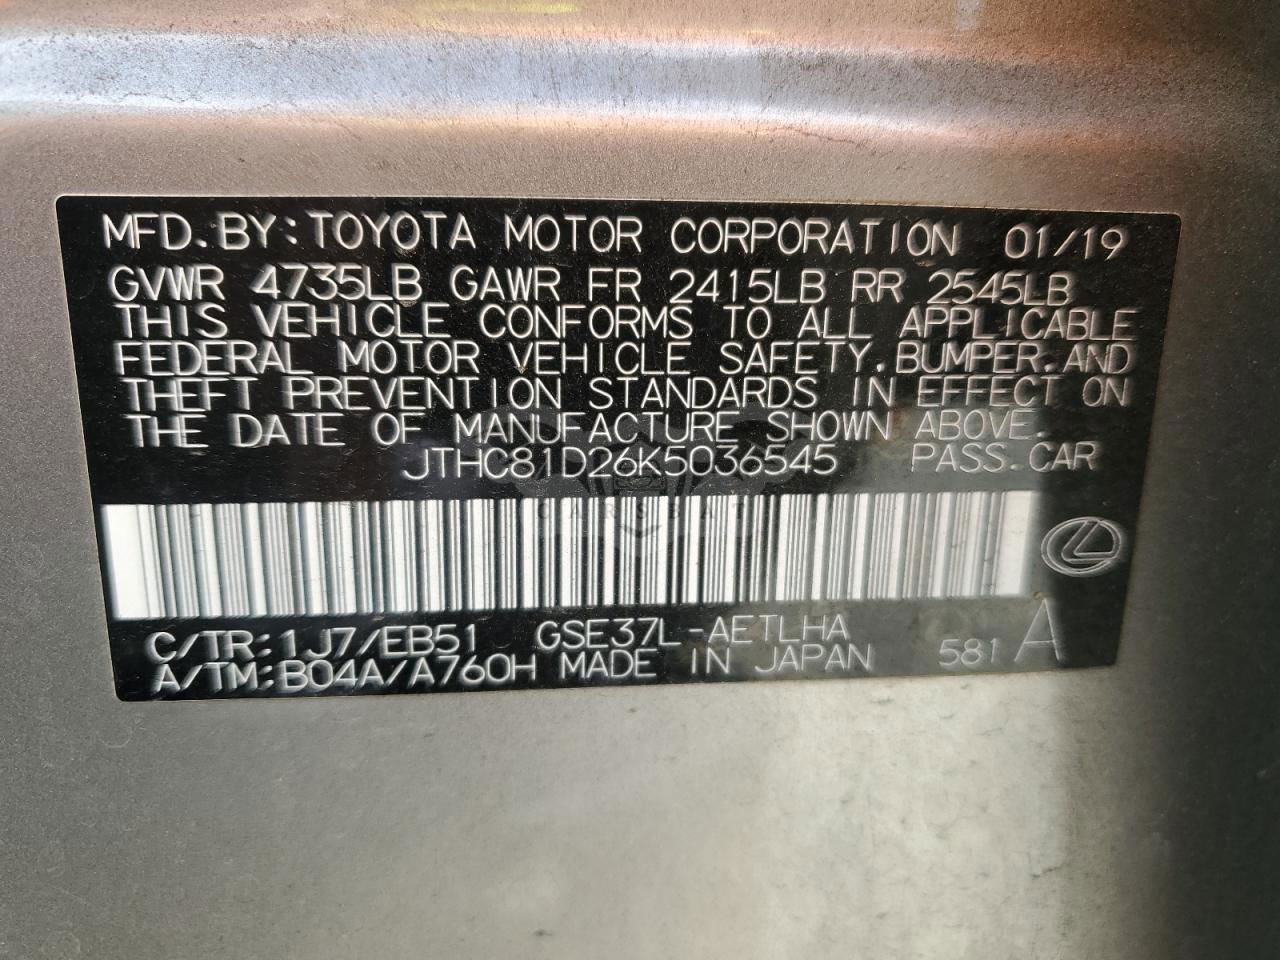 MFD. BY: TOYOTA MOTOR CORPORATION 01/19
GVWR 4735LB GAWR FR 2415LB RR 2545LB
THIS VEHICLE CONFORMS TO ALL APPLICABLE
FEDERAL MOTOR VEHICLE SAFETY, BUMPER, AND
THEFT PREVENTION STANDARDS IN EFFECT ON
THE DATE OF MANUFACTURE SHOWN ABOVE.
JTHC81D26K5036545 PASS. CAR
CARSBAT
C/TR: 1J7/EB51 GSE37L-AETLHA
A/TM: B04A/A760H MADE IN JAPAN 581 A